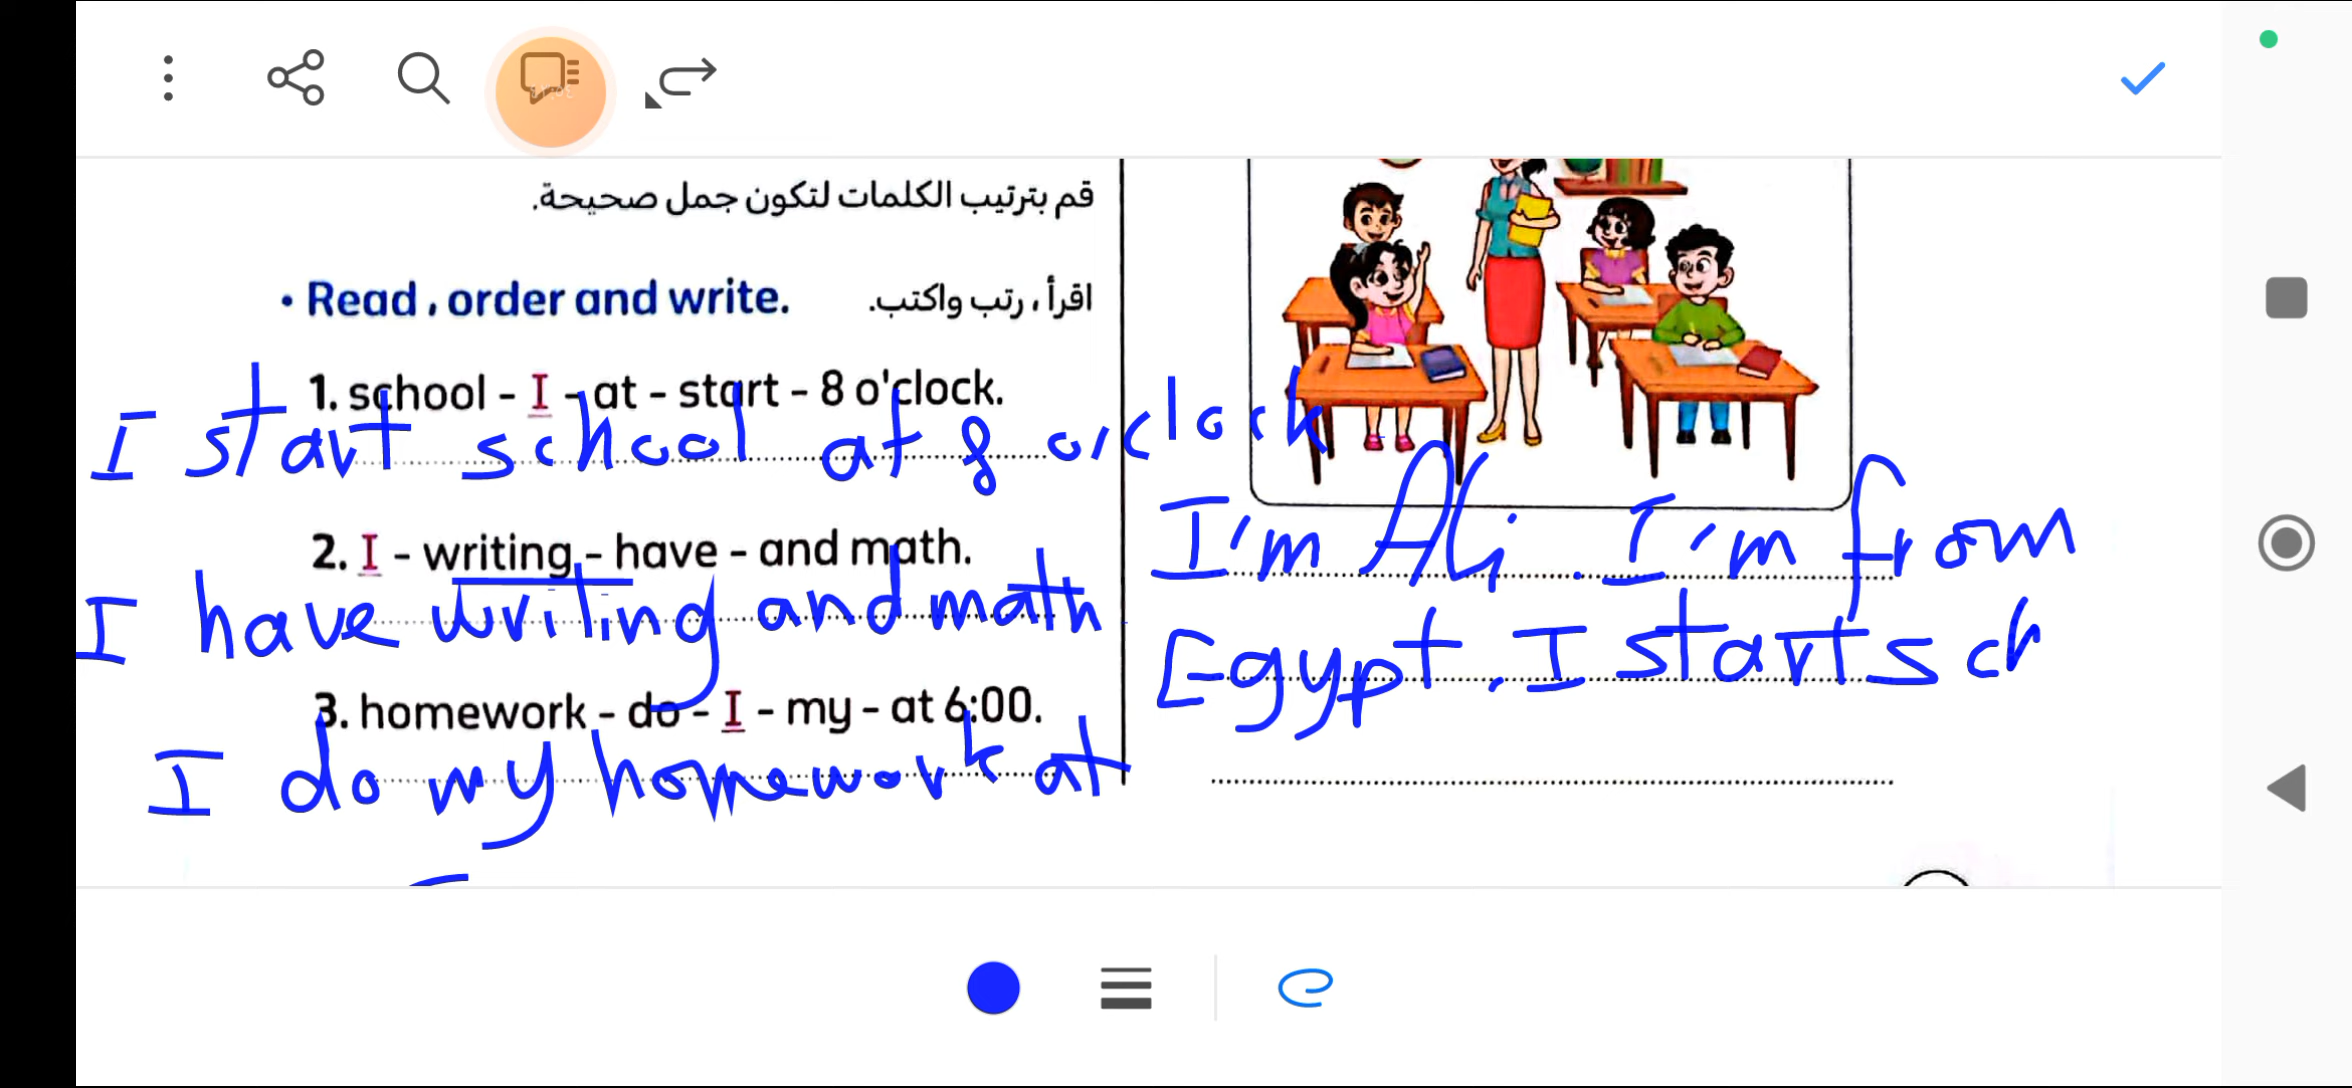 قم بترتيب الكلمات لتكون جمل صحيحة.
• Read , order and write. اقرأ ، رتب واكتب.
1. school - I - at - start - 8 o'clock.
I start school at 8 o'clock
2. I - writing - have - and math.
I have writing and math
3. homework - do - I - my - at 6:00.
I do my homework at
I'm Ali. I'm from
Egypt. I start sch